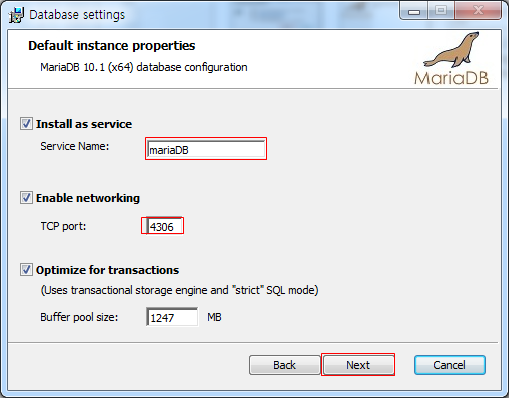 Database settings
Default instance properties
MariaDB 10.1 (x64) database configuration
MariaDB
Install as service
Service Name: mariaDB
Enable networking
TCP port: 4306
Optimize for transactions
(Uses transactional storage engine and "strict" SQL mode)
Buffer pool size: 1247 MB
Back Next Cancel